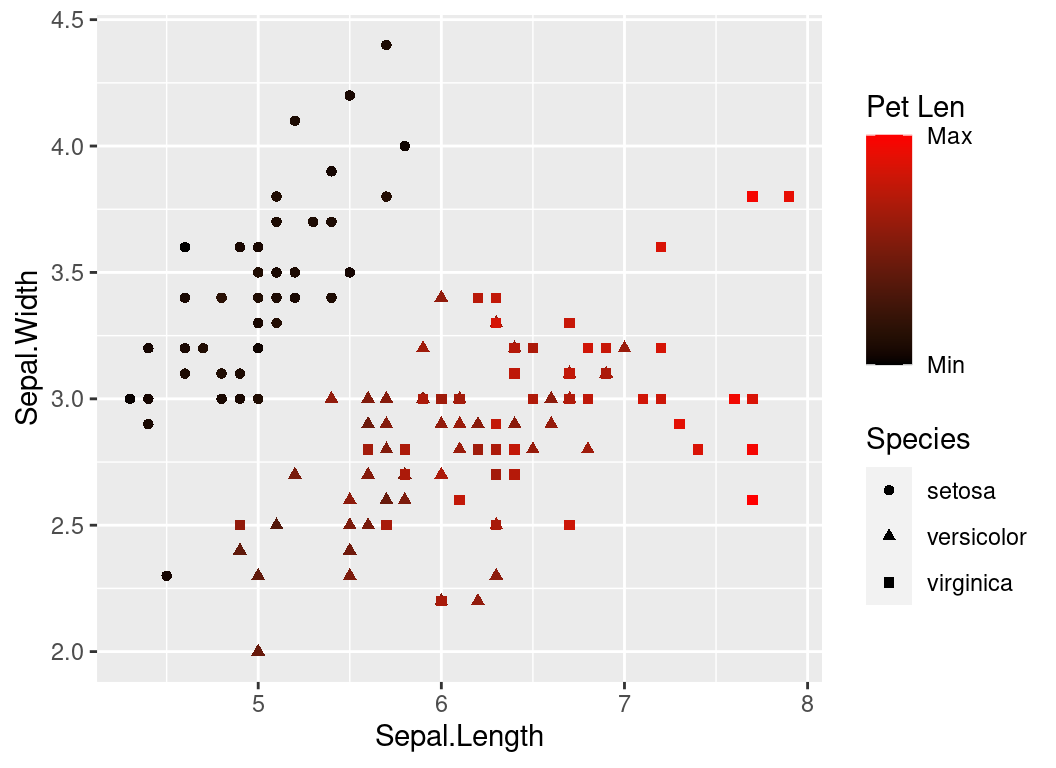 4.5
4.0
3.5
3.0
2.5
2.0
Sepal.Width
5 6 7 8
Sepal.Length
Pet Len
Max
Min
Species
setosa
versicolor
virginica